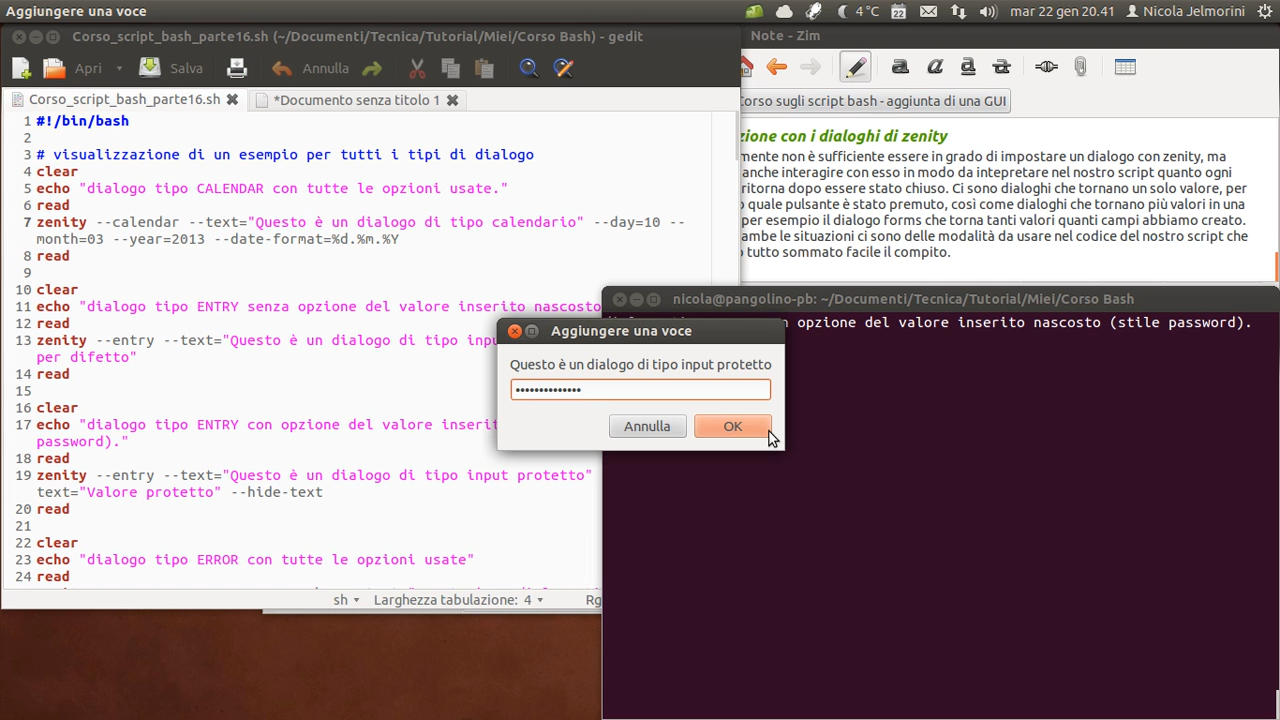 Aggiungere una voce
4 °C
22
mar 22 gen 20.41
Nicola Jelmorini
Corso_script_bash_parte16.sh (~/Documenti/Tecnica/Tutorial/Miei/Corso Bash) - gedit
Apri
Salva
Annulla
Corso_script_bash_parte16.sh
*Documento senza titolo 1
1 #!/bin/bash
2
3 # visualizzazione di un esempio per tutti i tipi di dialogo
4 clear
5 echo "dialogo tipo CALENDAR con tutte le opzioni usate."
6 read
7 zenity --calendar --text="Questo è un dialogo di tipo calendario" --day=10 --
month=03 --year=2013 --date-format=%d.%m.%Y
8 read
9
10 clear
11 echo "dialogo tipo ENTRY senza opzione del valore inserito nascosto
12 read
13 zenity --entry --text="Questo è un dialogo di tipo inpu
per difetto"
14 read
15
16 clear
17 echo "dialogo tipo ENTRY con opzione del valore inserit
password)."
18 read
19 zenity --entry --text="Questo è un dialogo di tipo input protetto"
text="Valore protetto" --hide-text
20 read
21
22 clear
23 echo "dialogo tipo ERROR con tutte le opzioni usate"
24 read
sh
Larghezza tabulazione: 4
Rg
Note - Zim
Corso sugli script bash - aggiunta di una GUI
zione con i dialoghi di zenity
mente non è sufficiente essere in grado di impostare un dialogo con zenity, ma
anche interagire con esso in modo da intepretare nel nostro script quanto ogni
ritorna dopo essere stato chiuso. Ci sono dialoghi che tornano un solo valore, per
o quale pulsante è stato premuto, così come dialoghi che tornano più valori in una
per esempio il dialogo forms che torna tanti valori quanti campi abbiamo creato.
ambe le situazioni ci sono delle modalità da usare nel codice del nostro script che
o tutto sommato facile il compito.
nicola@pangolino-pb: ~/Documenti/Tecnica/Tutorial/Miei/Corso Bash
n opzione del valore inserito nascosto (stile password).
Aggiungere una voce
Questo è un dialogo di tipo input protetto
••••••••••••••
Annulla
OK